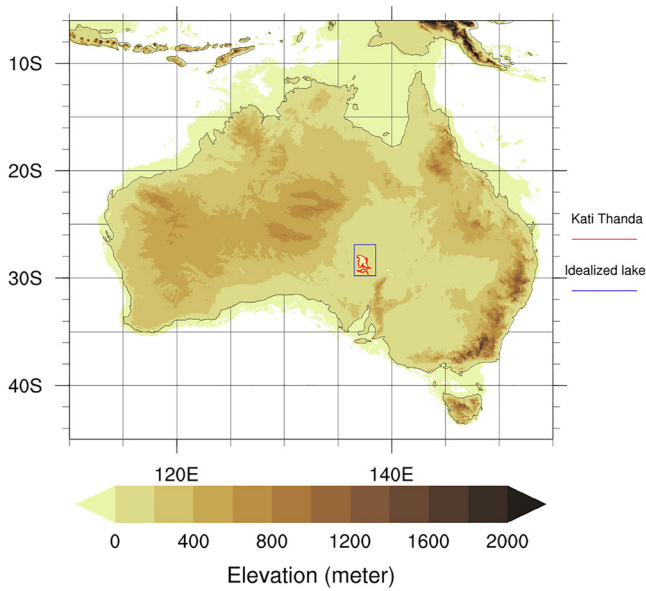 10S
20S
Kati Thanda
Idealized lake
30S
40S
120E 140E
0 400 800 1200 1600 2000
Elevation (meter)